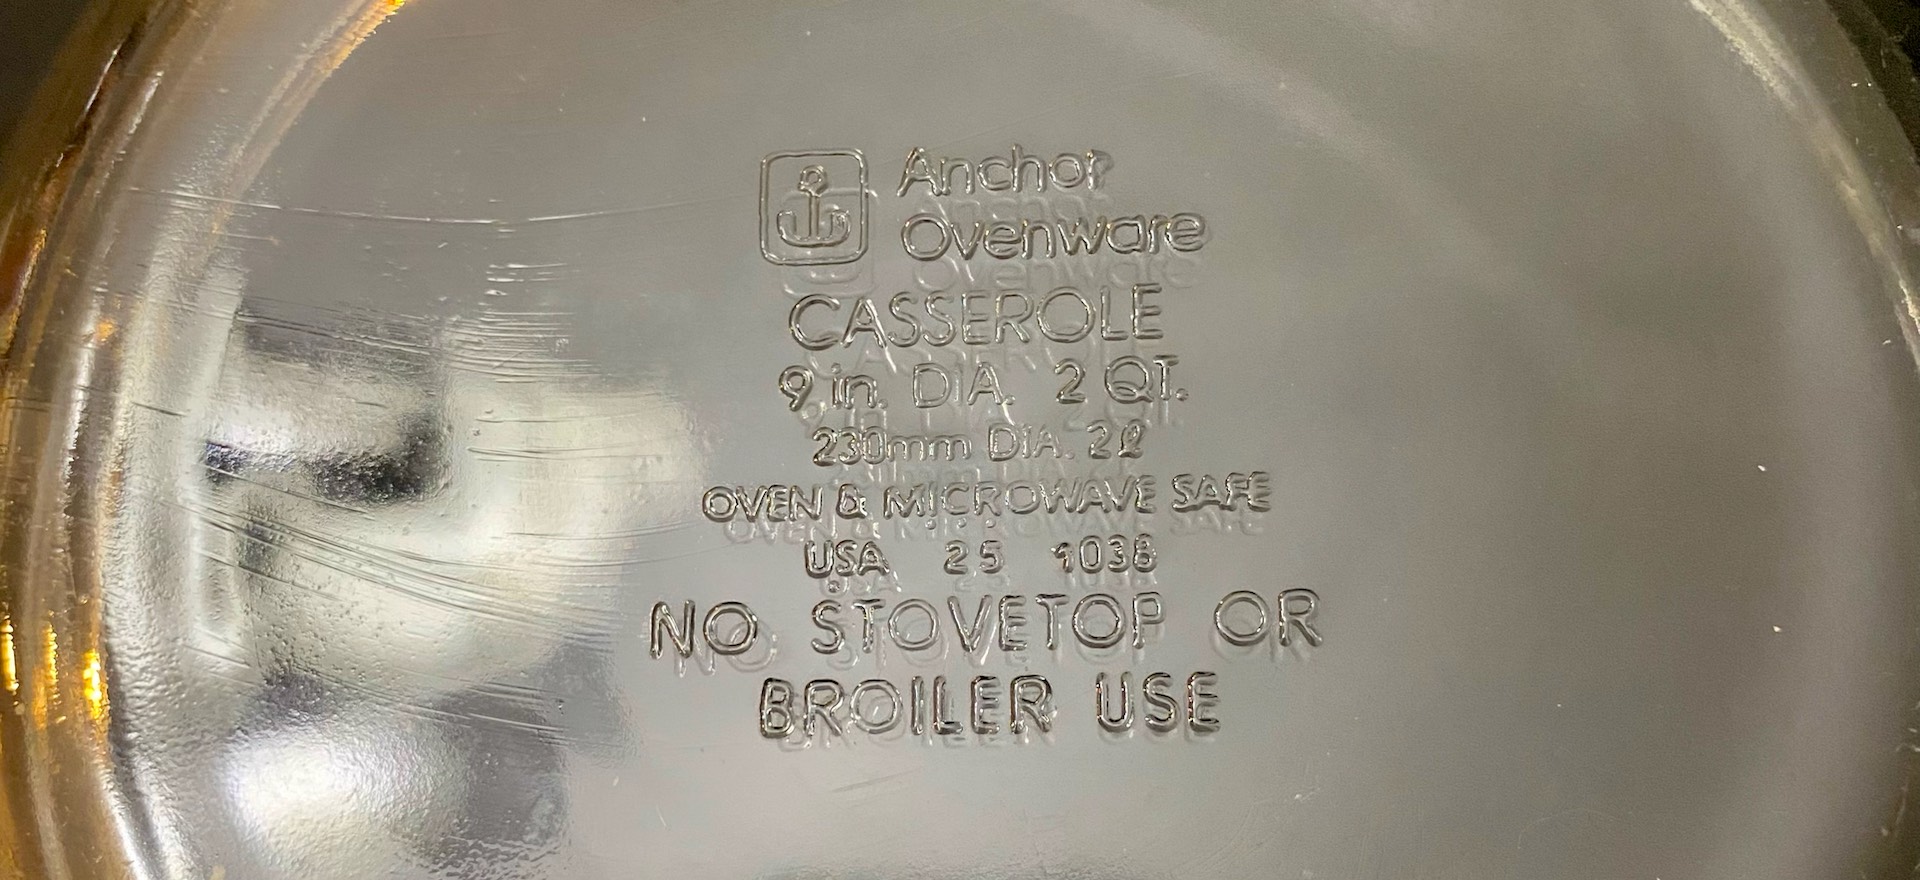 Anchor
Ovenware
CASSEROLE
9 in. DIA. 2 QT.
230mm DIA. 2ℓ
OVEN & MICROWAVE SAFE
USA 25 1038
NO STOVETOP OR
BROILER USE